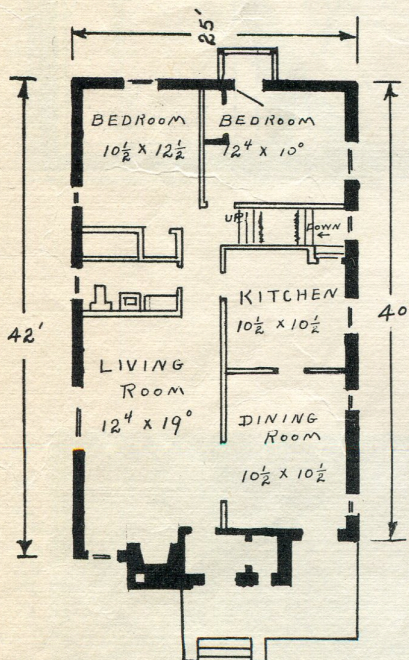 25'
BEDROOM
10½ x 12½
BEDROOM
12⁴ x 10⁰
UP
DOWN
42'
40
KITCHEN
10½ x 10½
LIVING
ROOM
12⁴ x 19⁰
DINING
ROOM
10½ x 10½